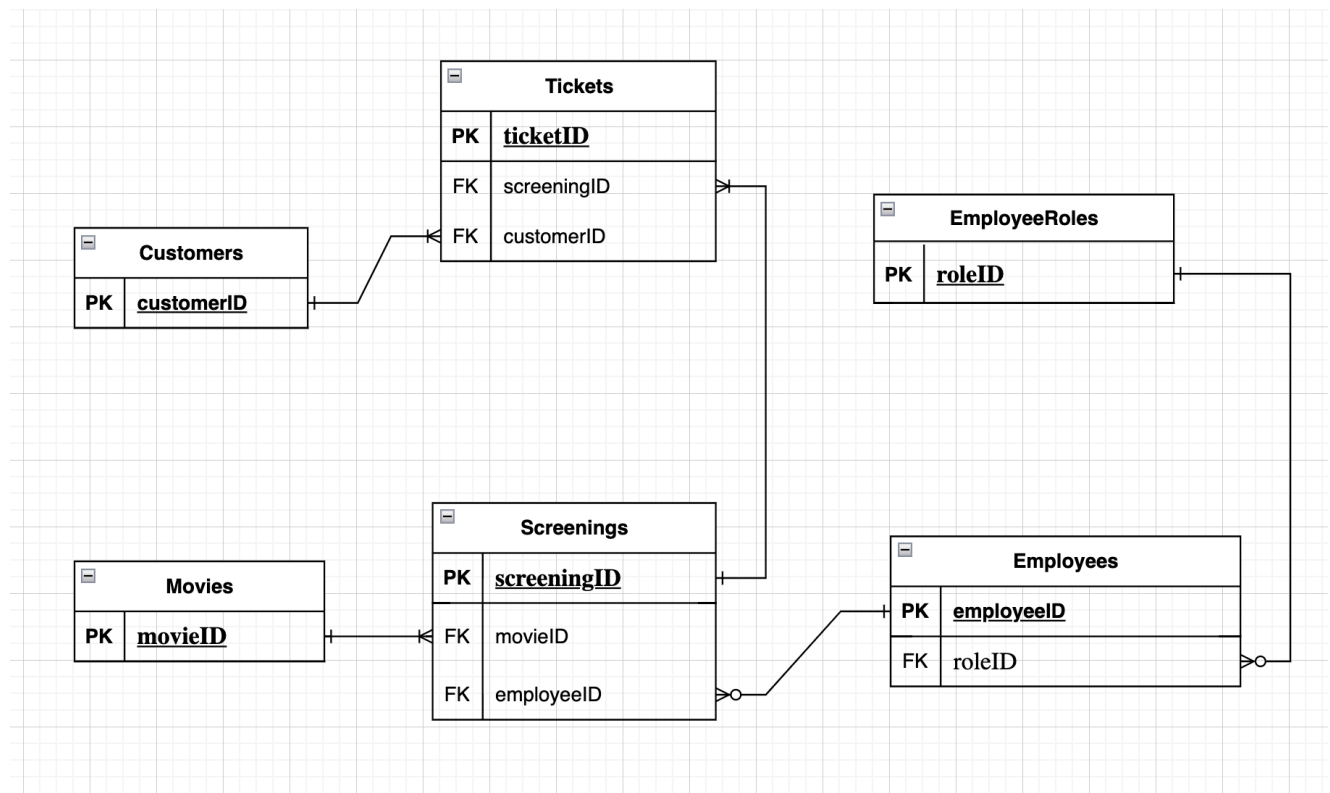 Tickets
PK ticketID
FK screeningID
FK customerID
Customers
PK customerID
EmployeeRoles
PK roleID
Screenings
PK screeningID
FK movieID
FK employeeID
Movies
PK movieID
Employees
PK employeeID
FK roleID